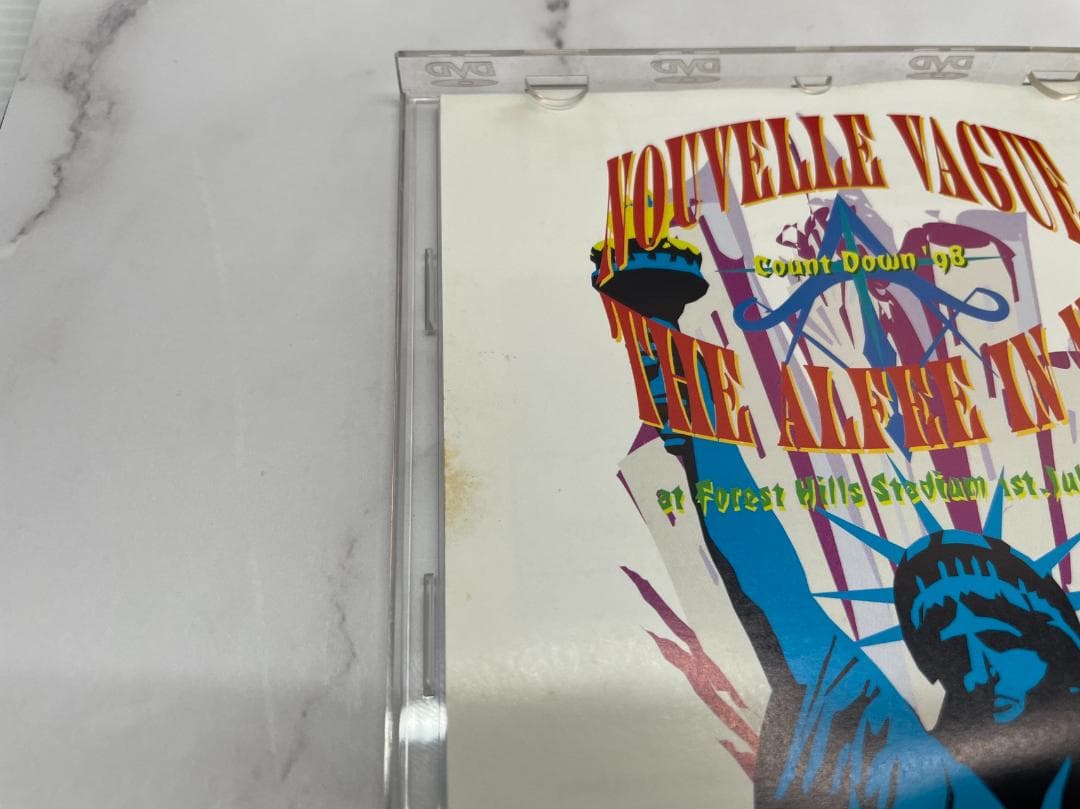 DVD DVD DVD
NOUVELLE VAGUE
Count Down '98
THE ALFEE IN
at Forest Hills Stadium 1st.Jul